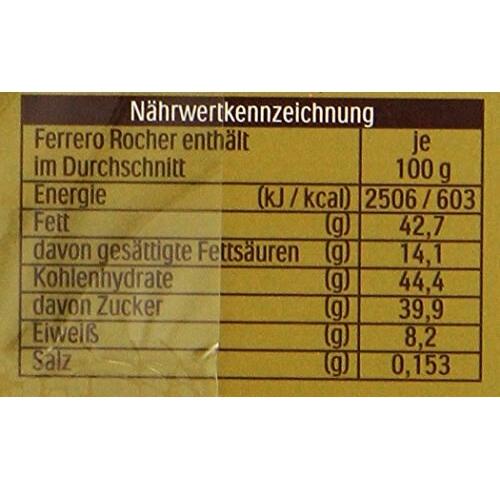 Nährwertkennzeichnung
Ferrero Rocher enthält je
im Durchschnitt 100 g
Energie (kJ / kcal) 2506 / 603
Fett (g) 42,7
davon gesättigte Fettsäuren (g) 14,1
Kohlenhydrate (g) 44,4
davon Zucker (g) 39,9
Eiweiß (g) 8,2
Salz (g) 0,153